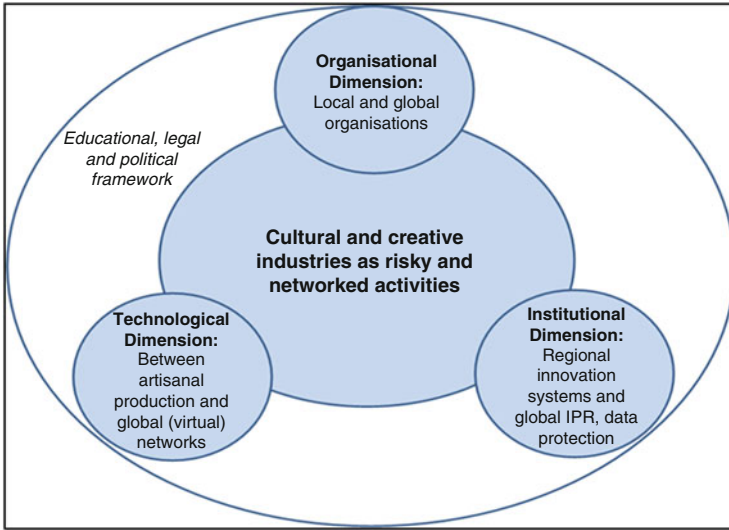 Organisational
Dimension:
Local and global
organisations
Educational, legal
and political
framework
Cultural and creative
industries as risky and
networked activities
Technological
Dimension:
Between
artisanal
production and
global (virtual)
networks
Institutional
Dimension:
Regional
innovation
systems and
global IPR, data
protection